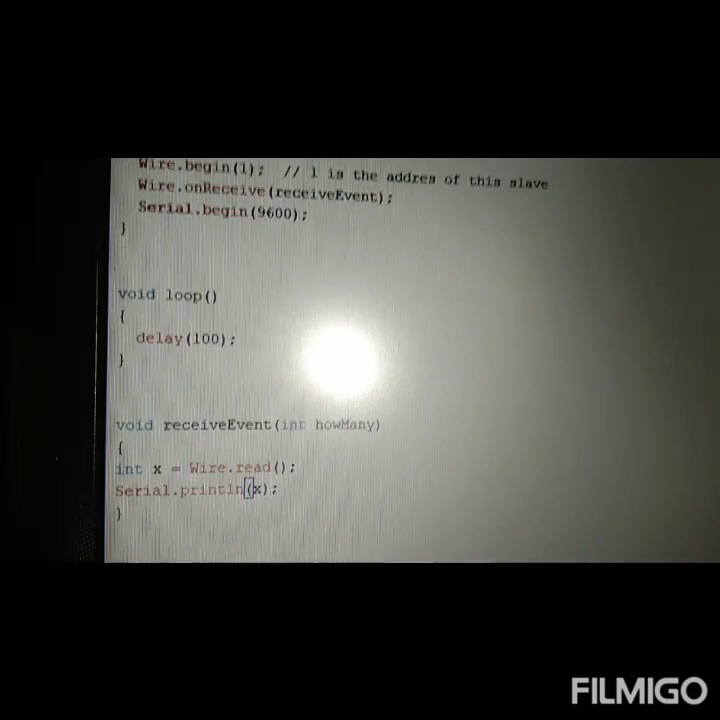 Wire.begin(1);  // 1 is the addres of this slave
Wire.onReceive(receiveEvent);
Serial.begin(9600);
}
void loop()
{
delay(100);
}
void receiveEvent(int howMany)
{
int x = Wire.read();
Serial.println(x);
}
FILMIGO